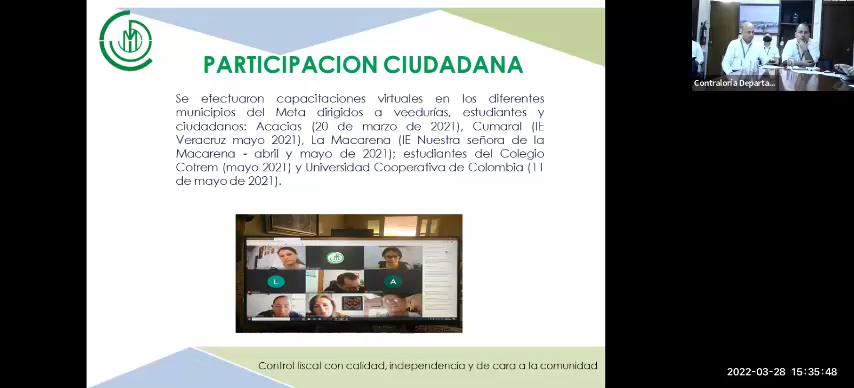 PARTICIPACION CIUDADANA
Se efectuaron capacitaciones virtuales en los diferentes
municipios del Meta dirigidos a veedurías, estudiantes y
ciudadanos: Acacias (20 de marzo de 2021), Cumaral (IE
Veracruz mayo 2021), La Macarena (IE Nuestra señora de la
Macarena - abril y mayo de 2021); estudiantes del Colegio
Cotrem (mayo 2021) y Universidad Cooperativa de Colombia (11
de mayo de 2021).
L
A
Control fiscal con calidad, independencia y de cara a la comunidad
Contraloría Departa...
2022-03-28 15:35:48